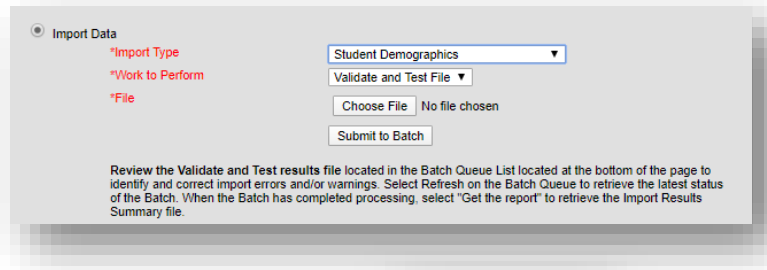 Import Data
*Import Type Student Demographics
*Work to Perform Validate and Test File
*File Choose File No file chosen
Submit to Batch
Review the Validate and Test results file located in the Batch Queue List located at the bottom of the page to
identify and correct import errors and/or warnings. Select Refresh on the Batch Queue to retrieve the latest status
of the Batch. When the Batch has completed processing, select "Get the report" to retrieve the Import Results
Summary file.